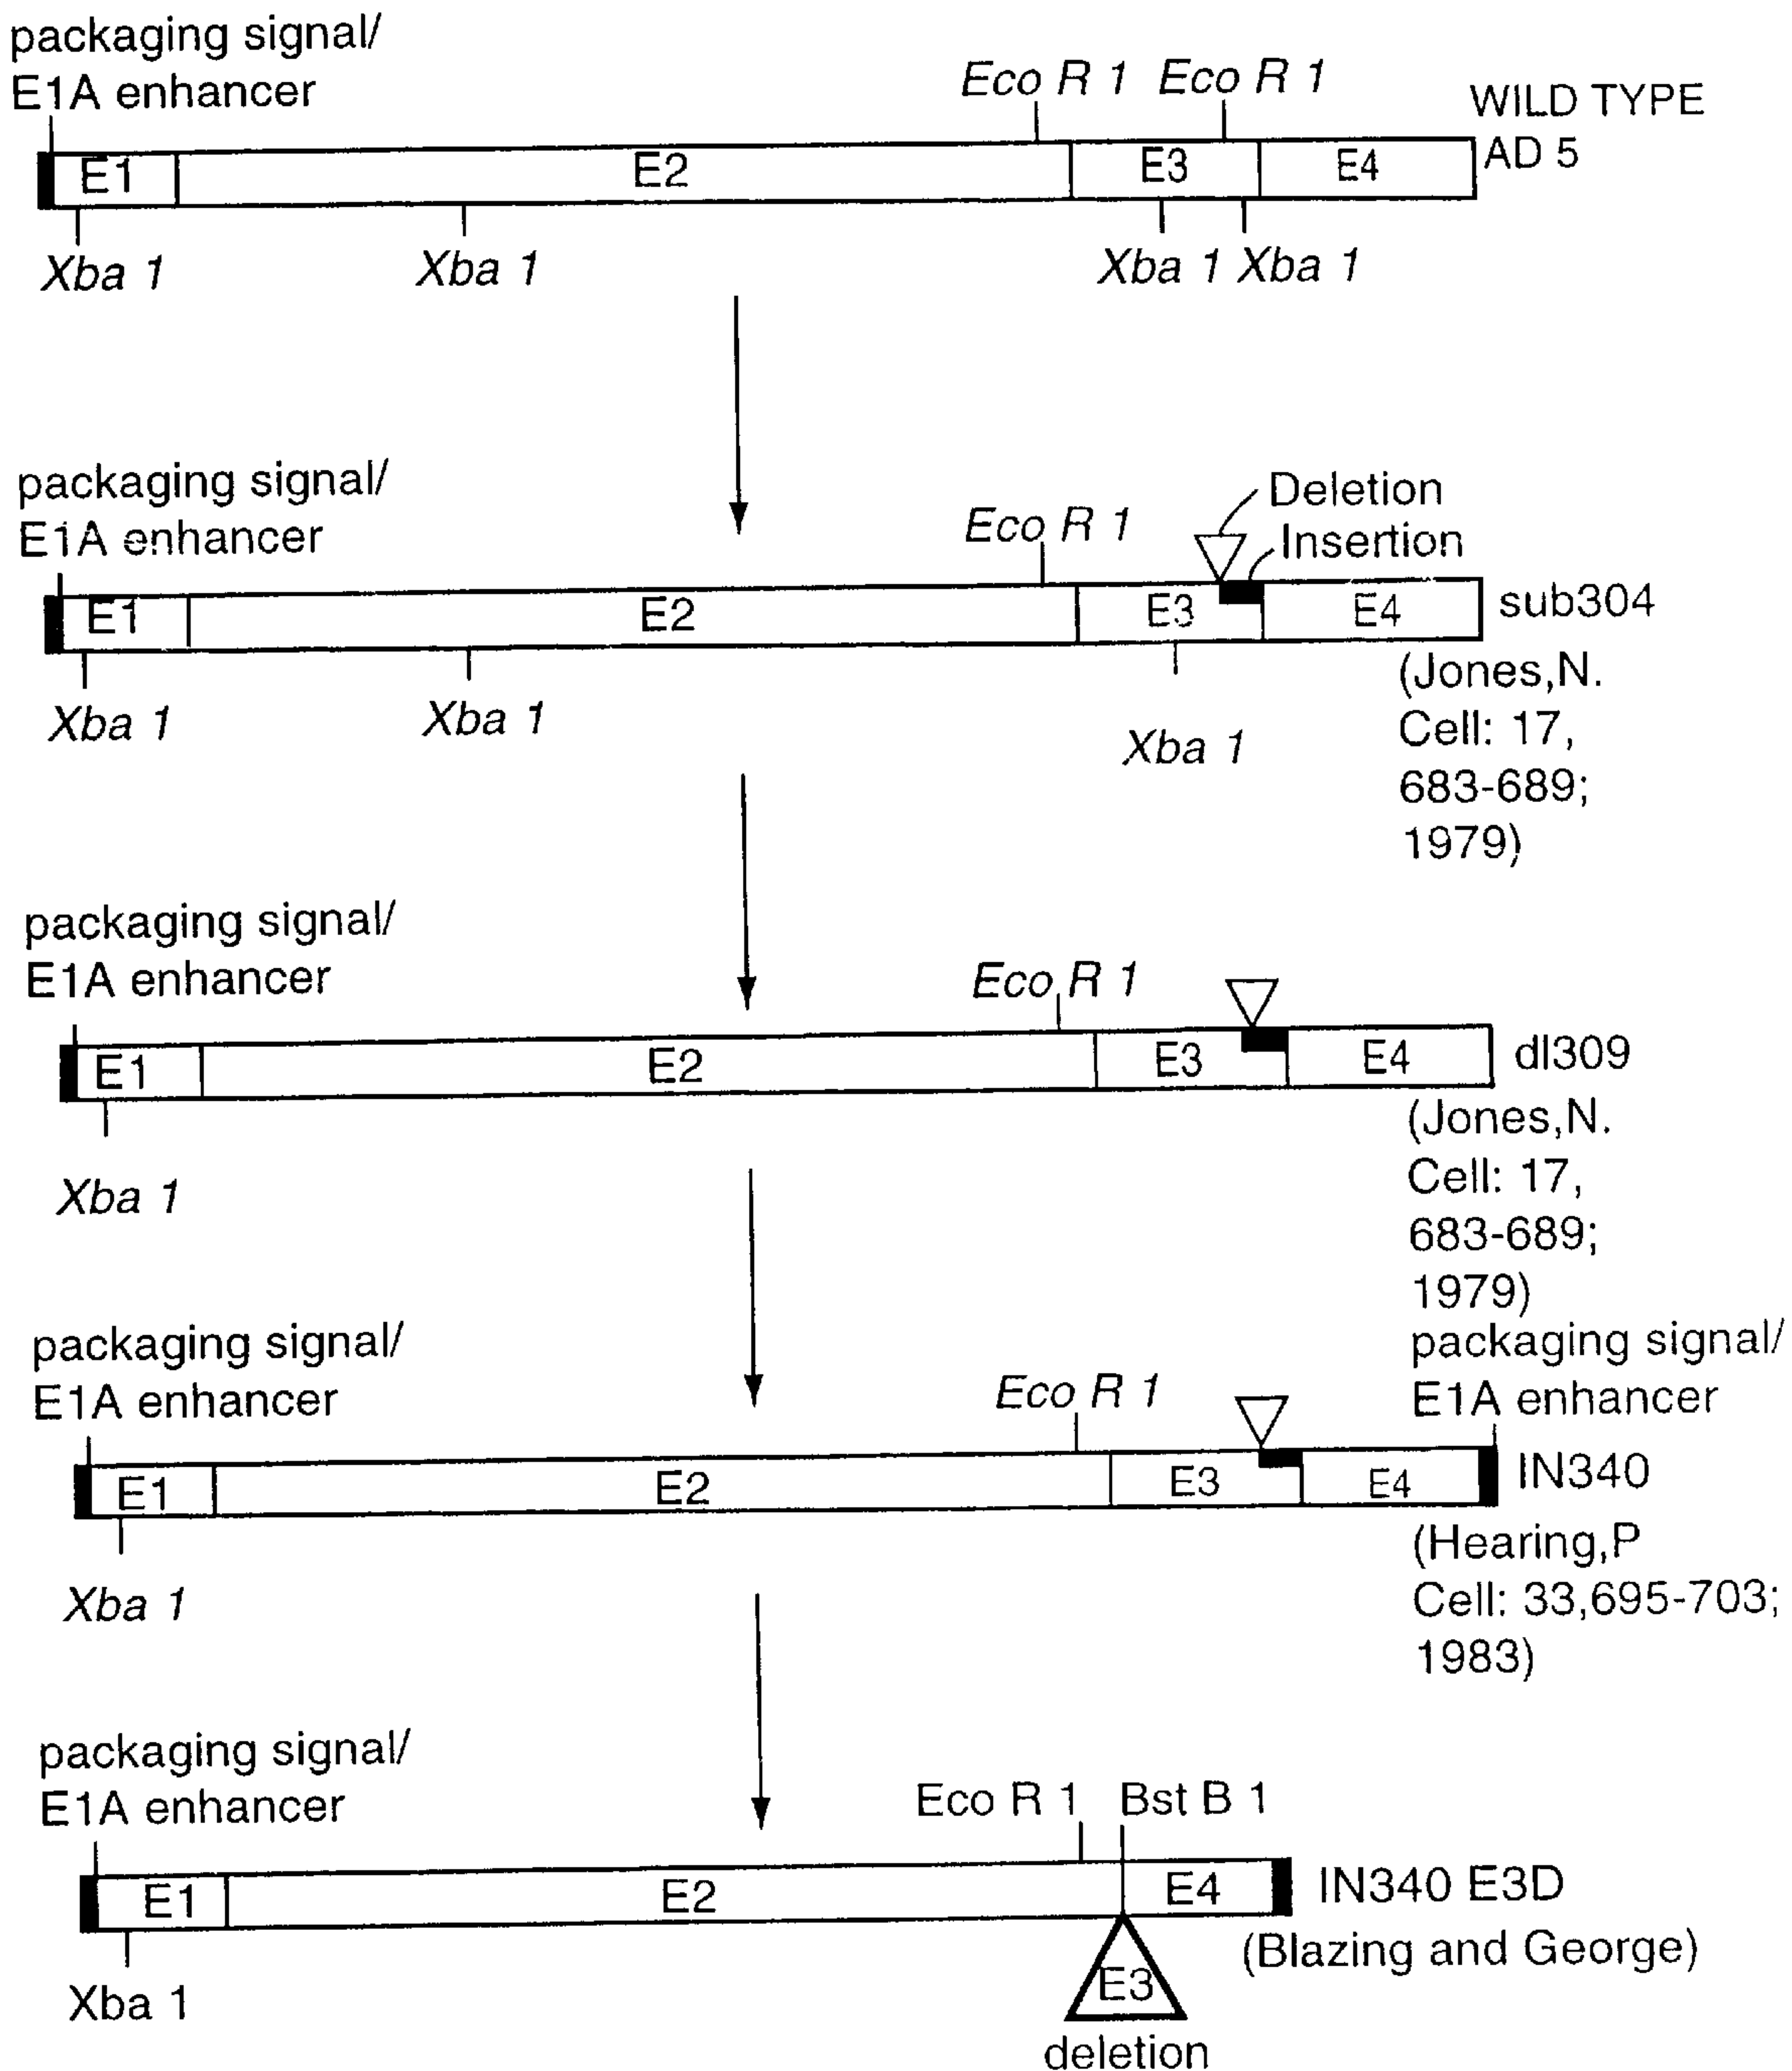 packaging signal/
E1A enhancer
Eco R 1 Eco R 1
WILD TYPE
AD 5
E1 E2 E3 E4
Xba 1 Xba 1 Xba 1 Xba 1
packaging signal/
E1A enhancer
Eco R 1
Deletion
Insertion
E1 E2 E3 E4
sub304
Xba 1 Xba 1 Xba 1
(Jones,N.
Cell: 17,
683-689;
1979)
packaging signal/
E1A enhancer
Eco R 1
E1 E2 E3 E4
dl309
Xba 1
(Jones,N.
Cell: 17,
683-689;
1979)
packaging signal/
E1A enhancer
Eco R 1
packaging signal/
E1A enhancer
E1 E2 E3 E4
IN340
Xba 1
(Hearing,P
Cell: 33,695-703;
1983)
packaging signal/
E1A enhancer
Eco R 1 Bst B 1
E1 E2 E4
IN340 E3D
(Blazing and George)
Xba 1
E3
deletion